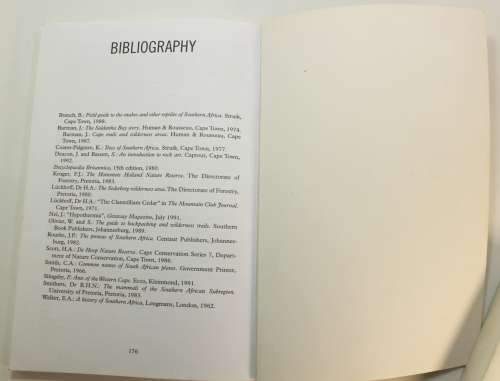 BIBLIOGRAPHY
Branch, B.: Field guide to the snakes and other reptiles of Southern Africa. Struik,
Cape Town, 1988.
Burman, J.: The Saldanha Bay story. Human & Rousseau, Cape Town, 1974.
Burman, J.: Cape trails and wilderness areas. Human & Rousseau, Cape
Town, 1987.
Coates-Palgrave, K.: Trees of Southern Africa. Struik, Cape Town, 1977.
Deacon, J. and Bassett, S.: An introduction to rock art. Town,
1992.
Encyclopaedia Britannica, 15th edition, 1980.
Kruger, F.J.: The Hottentots Holland Nature Reserve. The Directorate of
Forestry, Pretoria, 1983.
Lückhoff, Dr H.A.: The Sederberg wilderness area. The Directorate of Forestry,
Pretoria, 1980.
Lückhoff, Dr H.A.: "The Clanwilliam Cedar" in The Mountain Club Journal,
Cape Town, 1971.
Nel, J.: Getaway Magazine, July 1991.
Olivier, W. and S.: The guide to backpacking and wilderness trails. Southern
Book Publishers, Johannesburg, 1989.
Rourke, J.P.: The proteas of Southern Africa. Centaur Publishers, Johannes-
burg, 1982.
Scott, H.A.: De Hoop Nature Reserve. Cape Conservation Series 7, Depart-
ment of Nature Conservation, Cape Town, 1986.
Smith, C.A.: Common names of South African plants. Government Printer,
Pretoria, 1966.
Slingsby, P: Ants of the Western Cape. Kleinmond, 1991.
Smithers, Dr R.H.N.: The mammals of the Southern African Subregion.
University of Pretoria, Pretoria, 1983.
Walker, E.A.: A history of Southern Africa, Longmans, London, 1962.
176